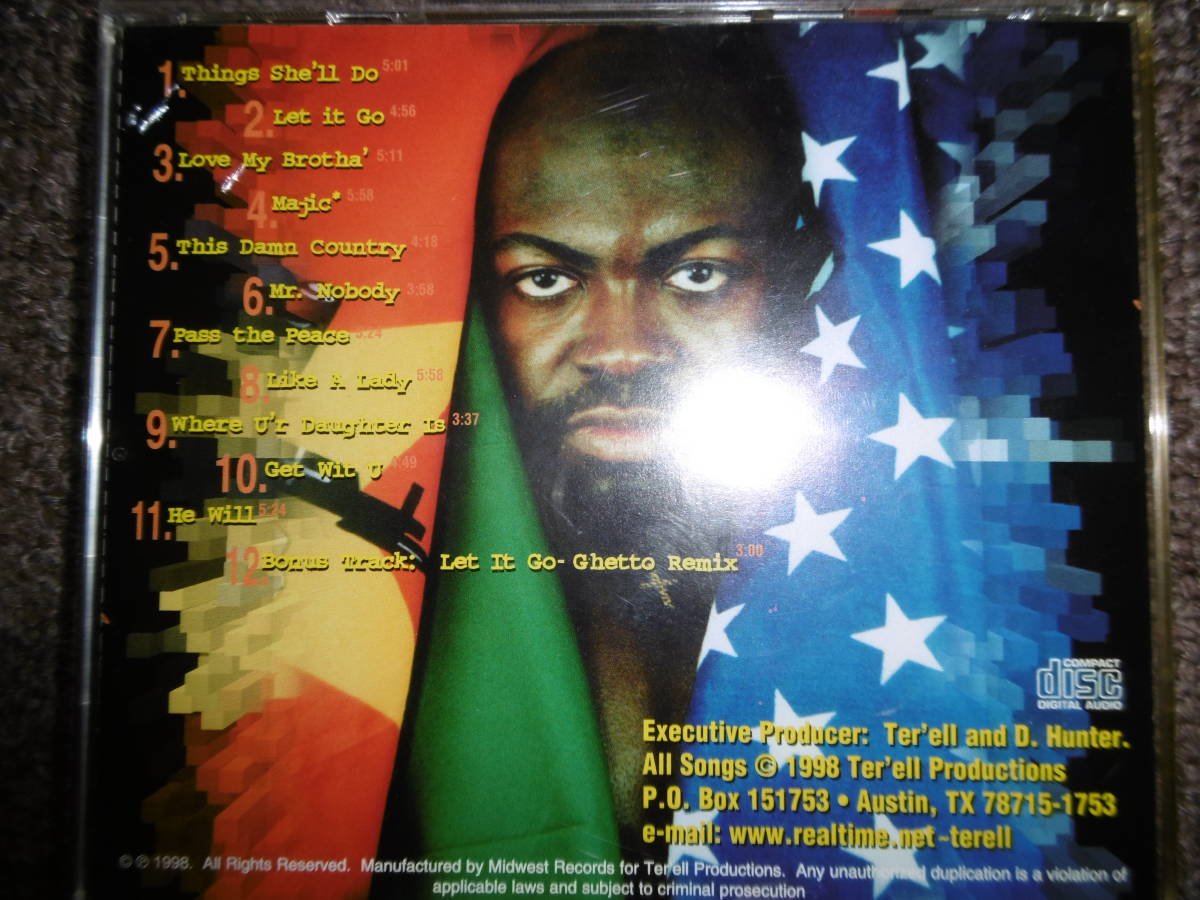 1. Things She'll Do 5:01
2. Let it Go 4:56
3. Love My Brotha' 5:11
4. Majic* 5:58
5. This Damn Country 4:18
6. Mr. Nobody 3:58
7. Pass the Peace 5:24
8. Like A Lady 5:58
9. Where U'r Daughter Is 3:37
10. Get Wit U 4:49
11. He Will 5:24
12 Bonus Track: Let It Go- Ghetto Remix 3:00
COMPACT
disc
DIGITAL AUDIO
Executive Producer: Ter'ell and D. Hunter.
All Songs © 1998 Ter'ell Productions
P.O. Box 151753 • Austin, TX 78715-1753
e-mail: www.realtime.net~terell
© ℗ 1998. All Rights Reserved. Manufactured by Midwest Records for Ter'ell Productions. Any unauthorized duplication is a violation of
applicable laws and subject to criminal prosecution